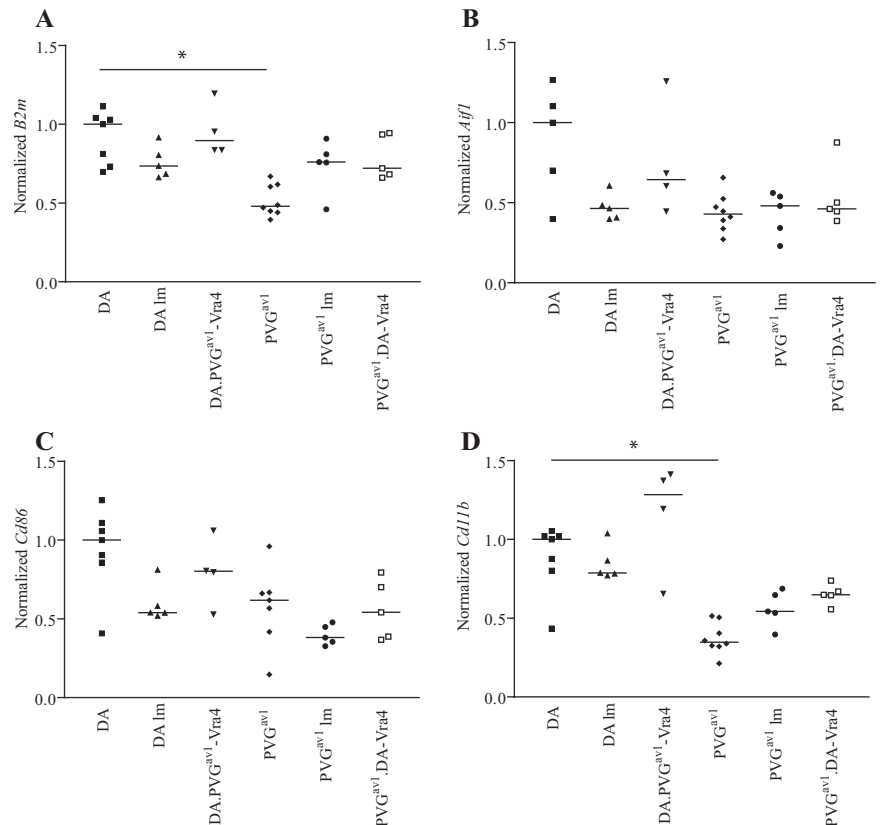 A
Normalized B2m
1.5
1.0
0.5
0.0
*
DA
DA lm
DA.PVGav1-Vra4
PVGav1
PVGav1 lm
PVGav1.DA-Vra4
B
Normalized Aif1
1.5
1.0
0.5
0.0
DA
DA lm
DA.PVGav1-Vra4
PVGav1
PVGav1 lm
PVGav1.DA-Vra4
C
Normalized Cd86
1.5
1.0
0.5
0.0
DA
DA lm
DA.PVGav1-Vra4
PVGav1
PVGav1 lm
PVGav1.DA-Vra4
D
Normalized Cd11b
1.5
1.0
0.5
0.0
*
DA
DA lm
DA.PVGav1-Vra4
PVGav1
PVGav1 lm
PVGav1.DA-Vra4